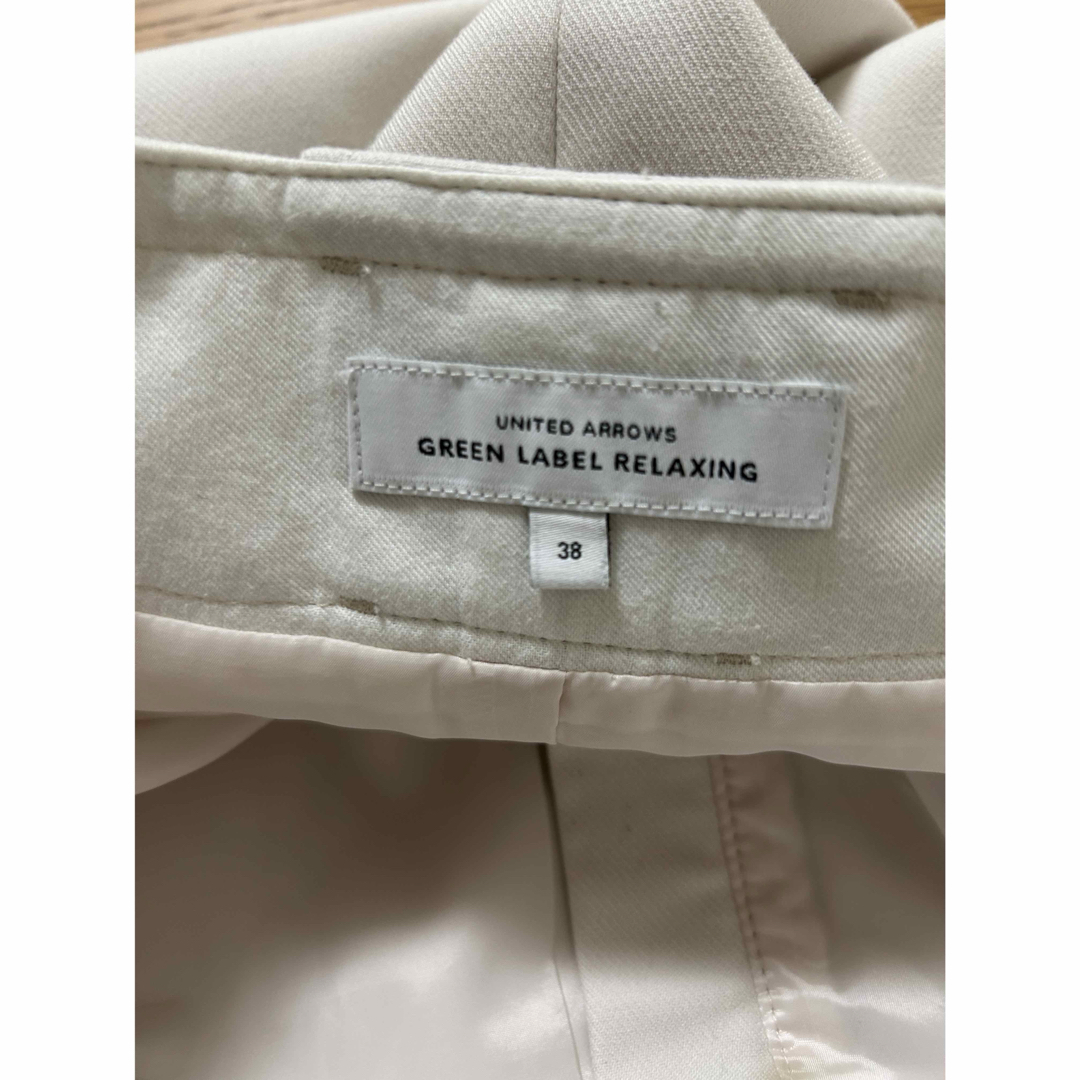 UNITED ARROWS
GREEN LABEL RELAXING
38